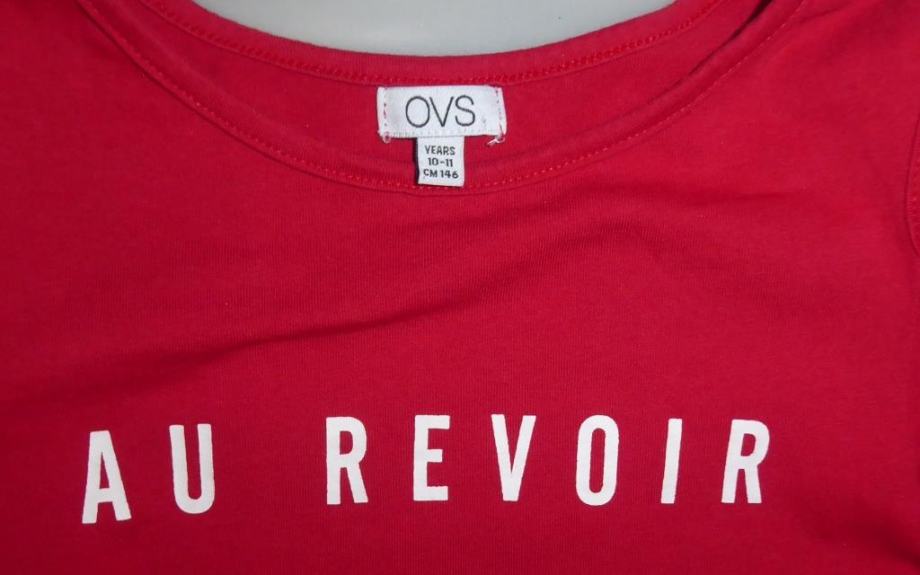 OVS
YEARS
10-11
CM 146
AU REVOIR